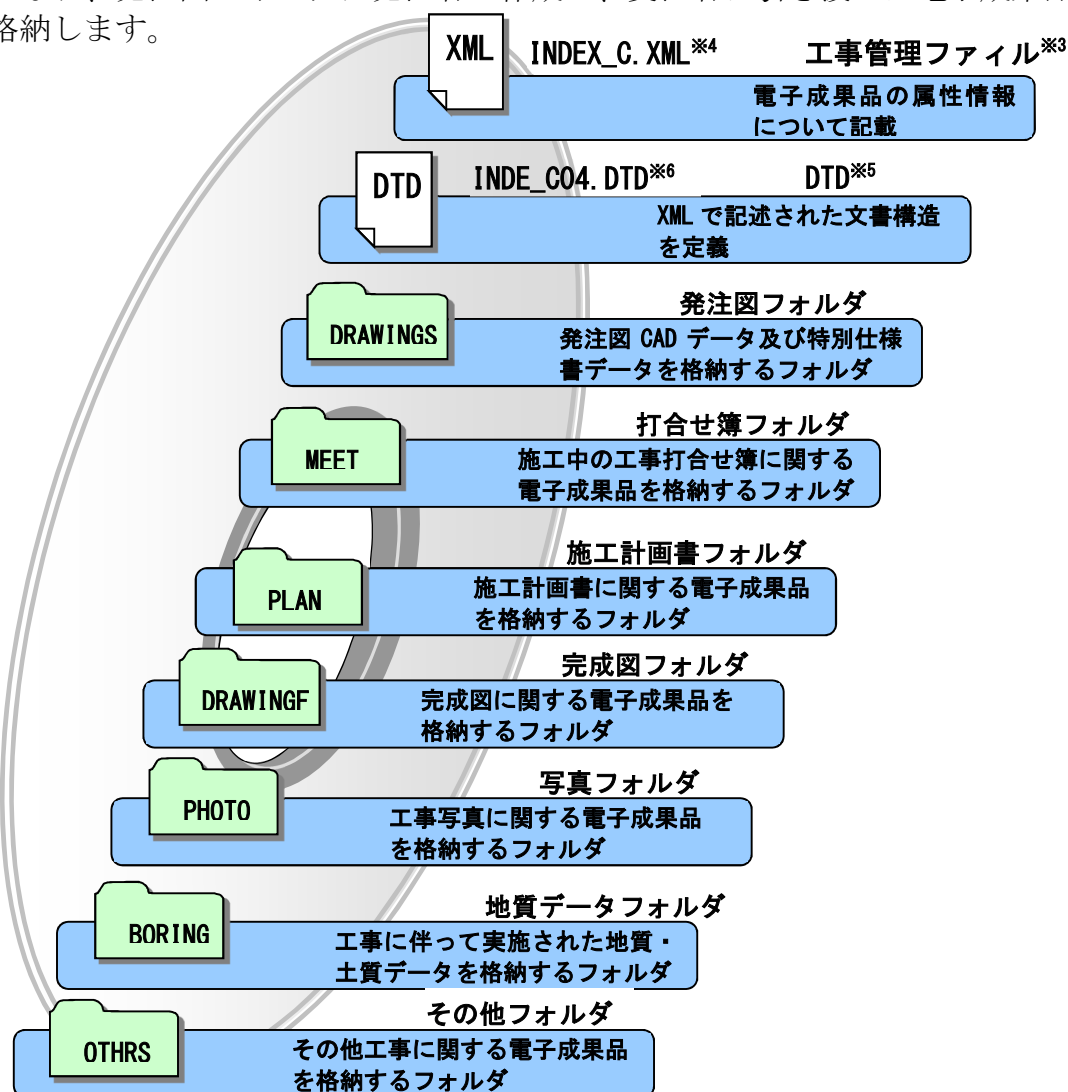 格納します。
XML INDEX_C.XML※4 工事管理ファイル※3
電子成果品の属性情報
について記載
DTD INDE_C04.DTD※6 DTD※5
XML で記述された文書構造
を定義
発注図フォルダ
DRAWINGS 発注図 CAD データ及び特別仕様
書データを格納するフォルダ
打合せ簿フォルダ
MEET 施工中の工事打合せ簿に関する
電子成果品を格納するフォルダ
施工計画書フォルダ
PLAN 施工計画書に関する電子成果品
を格納するフォルダ
完成図フォルダ
DRAWINGF 完成図に関する電子成果品を
格納するフォルダ
写真フォルダ
PHOTO 工事写真に関する電子成果品
を格納するフォルダ
地質データフォルダ
BORING 工事に伴って実施された地質・
土質データを格納するフォルダ
その他フォルダ
OTHRS その他工事に関する電子成果品
を格納するフォルダ